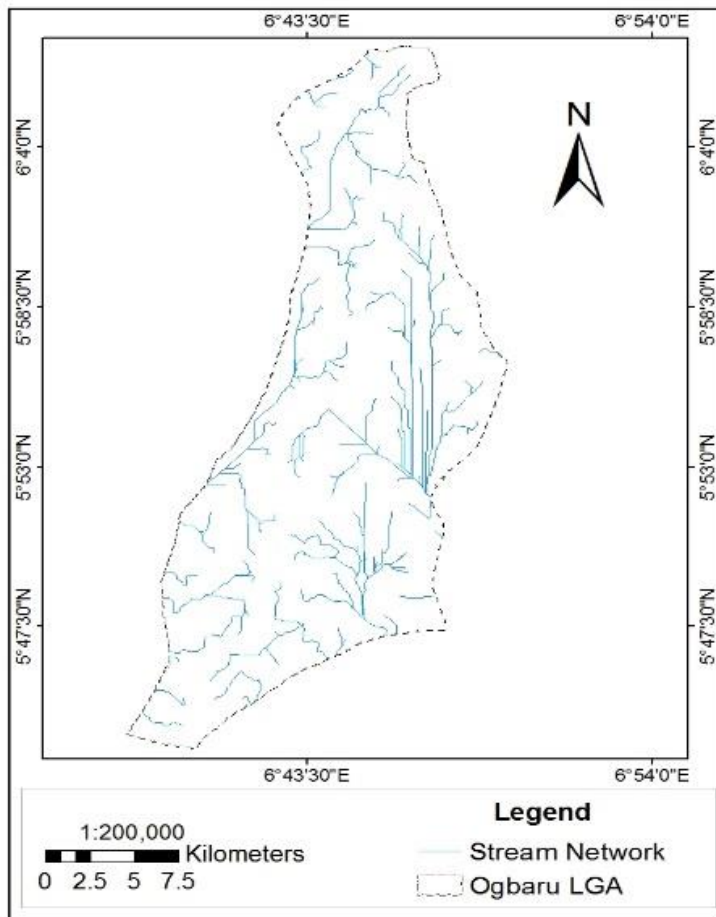 6°43'30"E 6°54'0"E
N
6°4'0"N 6°4'0"N
5°58'30"N 5°58'30"N
5°53'0"N 5°53'0"N
5°47'30"N 5°47'30"N
6°43'30"E 6°54'0"E
Legend
1:200,000
Kilometers
0 2.5 5 7.5
Stream Network
Ogbaru LGA